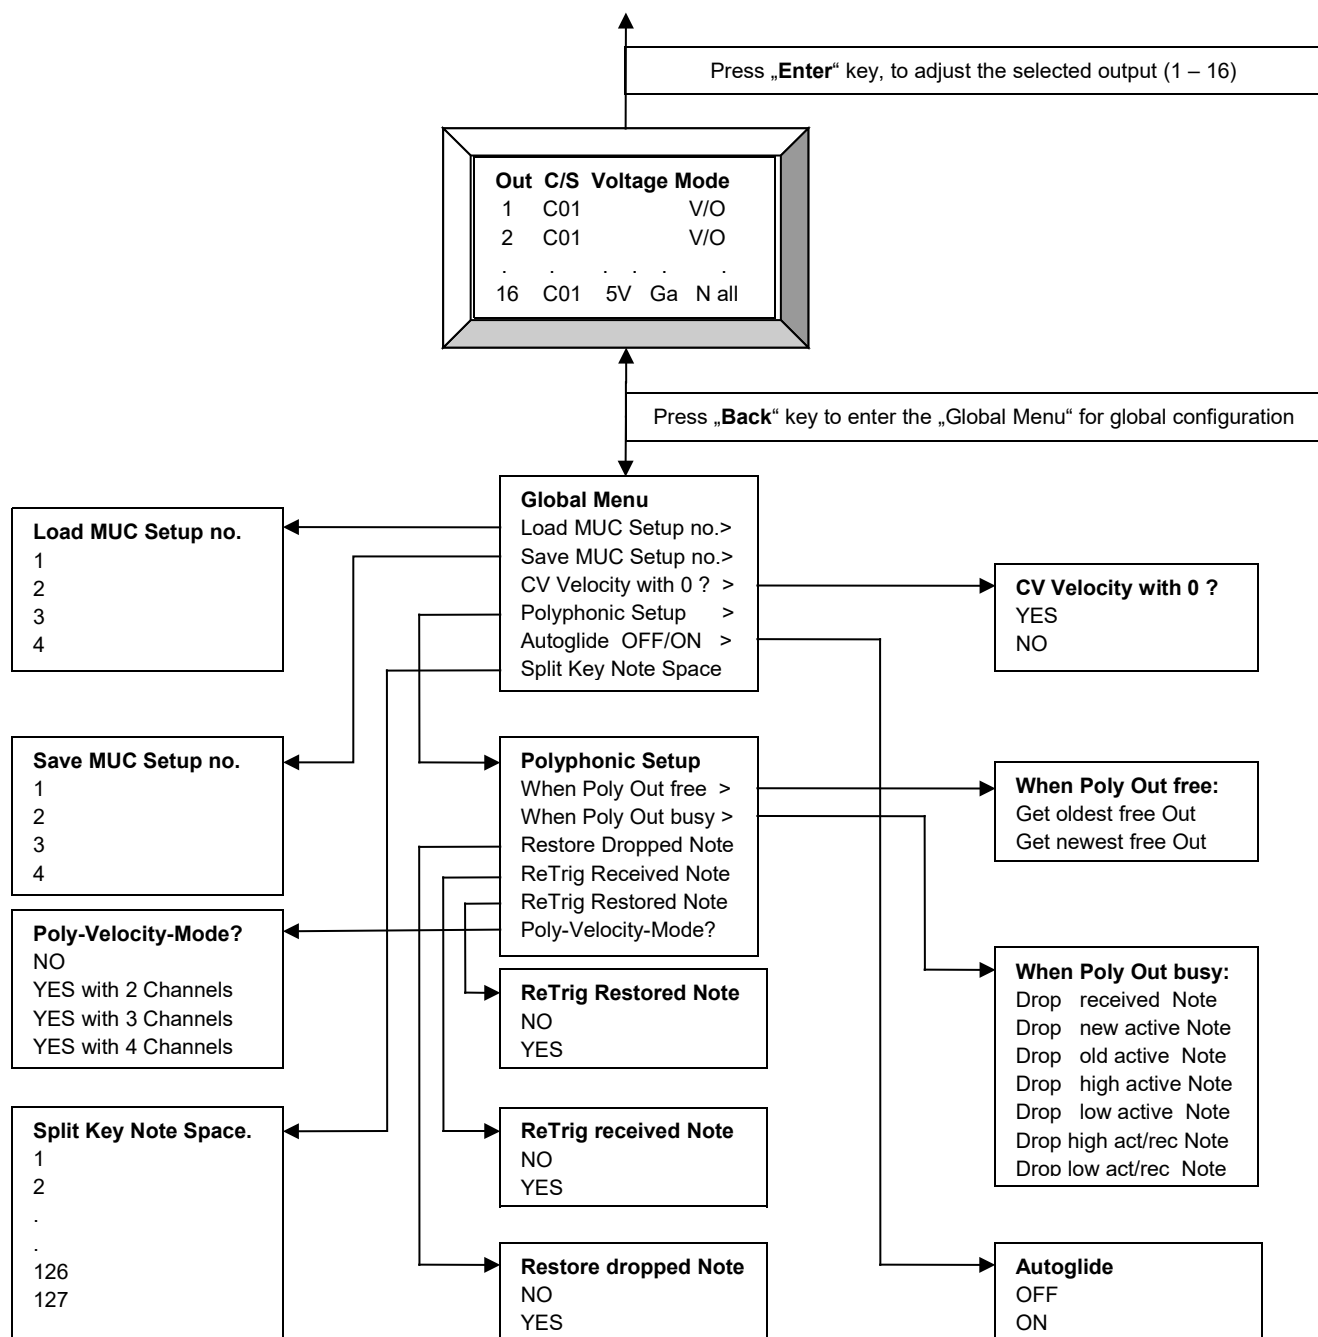 Press „Enter“ key, to adjust the selected output (1 – 16)
Out C/S Voltage Mode
1 C01 V/O
2 C01 V/O
. . . . . .
16 C01 5V Ga N all
Press „Back“ key to enter the „Global Menu“ for global configuration
Global Menu
Load MUC Setup no.>
Save MUC Setup no.>
CV Velocity with 0 ? >
Polyphonic Setup >
Autoglide OFF/ON >
Split Key Note Space
Load MUC Setup no.
1
2
3
4
CV Velocity with 0 ?
YES
NO
Save MUC Setup no.
1
2
3
4
Polyphonic Setup
When Poly Out free >
When Poly Out busy >
Restore Dropped Note
ReTrig Received Note
ReTrig Restored Note
Poly-Velocity-Mode?
When Poly Out free:
Get oldest free Out
Get newest free Out
Poly-Velocity-Mode?
NO
YES with 2 Channels
YES with 3 Channels
YES with 4 Channels
ReTrig Restored Note
NO
YES
When Poly Out busy:
Drop received Note
Drop new active Note
Drop old active Note
Drop high active Note
Drop low active Note
Drop high act/rec Note
Drop low act/rec Note
Split Key Note Space.
1
2
.
.
126
127
ReTrig received Note
NO
YES
Restore dropped Note
NO
YES
Autoglide
OFF
ON